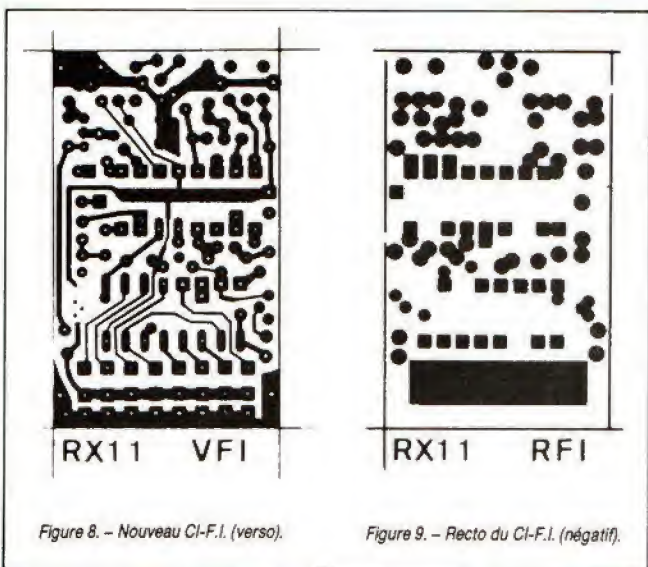 RX11 VFI
RX11 RFI
Figure 8. – Nouveau CI-F.I. (verso).
Figure 9. – Recto du CI-F.I. (négatif).